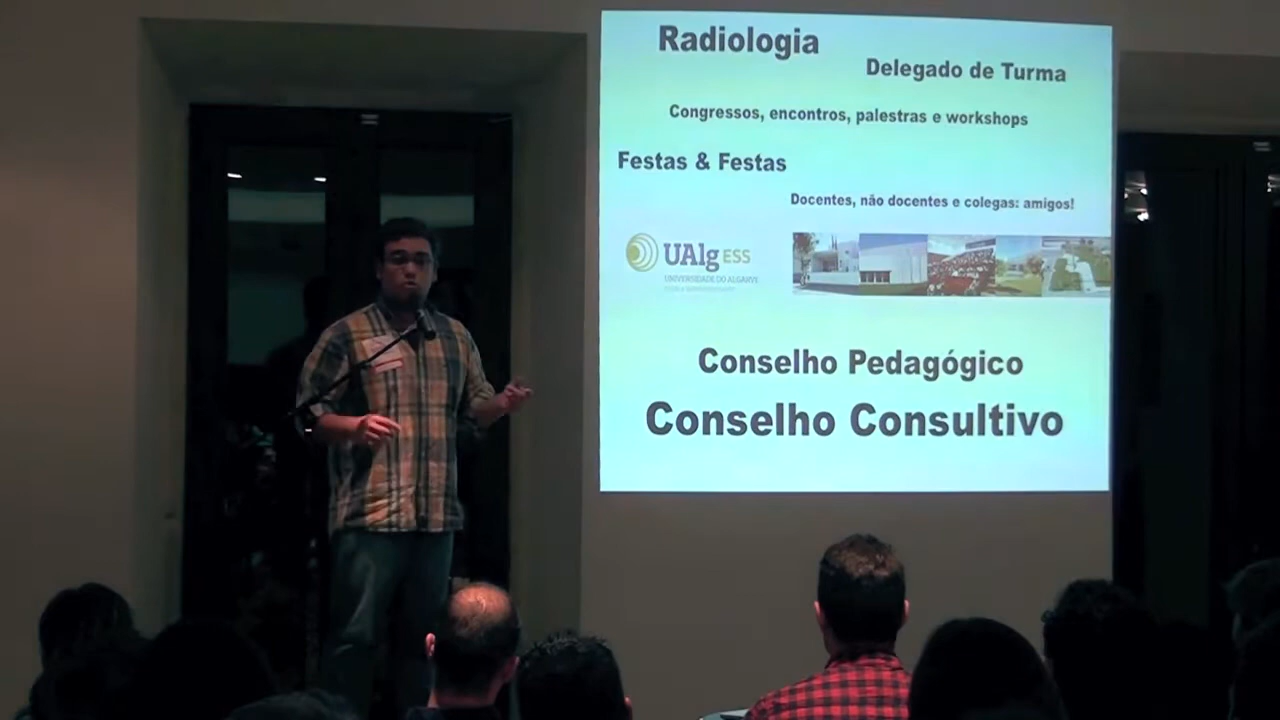 Radiologia
Delegado de Turma
Congressos, encontros, palestras e workshops
Festas & Festas
Docentes, não docentes e colegas: amigos!
UAlg ESS
UNIVERSIDADE DO ALGARVE
Conselho Pedagógico
Conselho Consultivo